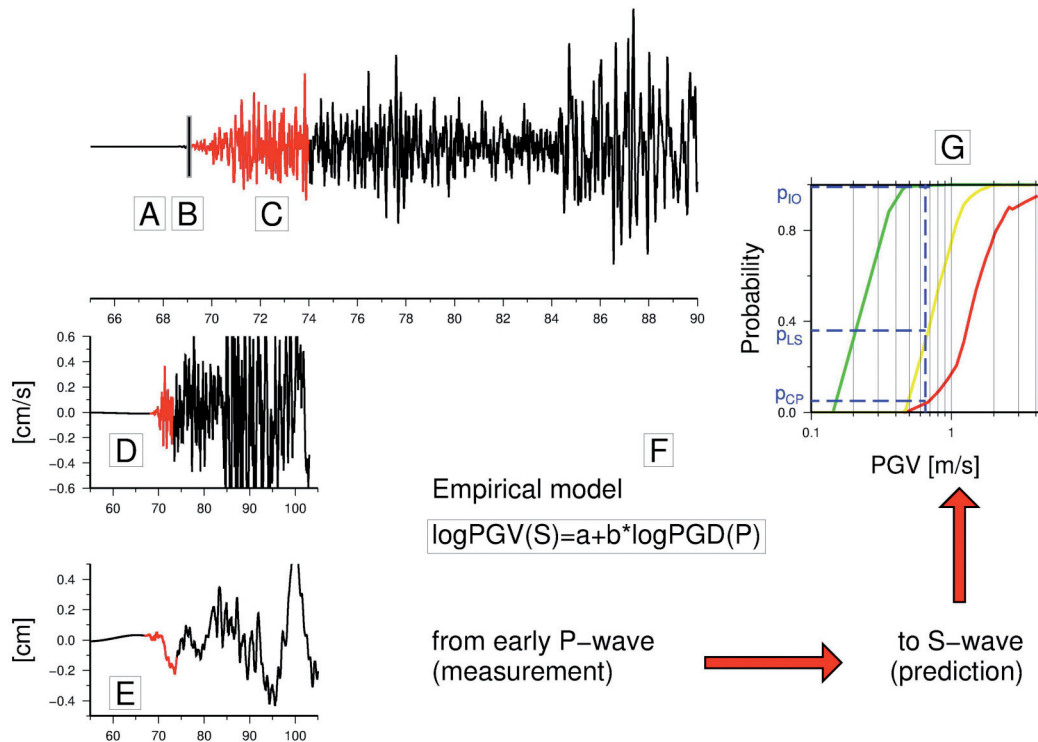 A B C
66 68 70 72 74 76 78 80 82 84 86 88 90
G
Probability
0.8
0.4
0.0
pIO
pLS
pCP
0.1 1
PGV [m/s]
[cm/s]
0.6
0.4
0.2
0.0
−0.2
−0.4
−0.6
D
60 70 80 90 100
[cm]
0.4
0.2
0.0
−0.2
−0.4
E
60 70 80 90 100
F
Empirical model
logPGV(S)=a+b*logPGD(P)
from early P−wave
(measurement)
to S−wave
(prediction)